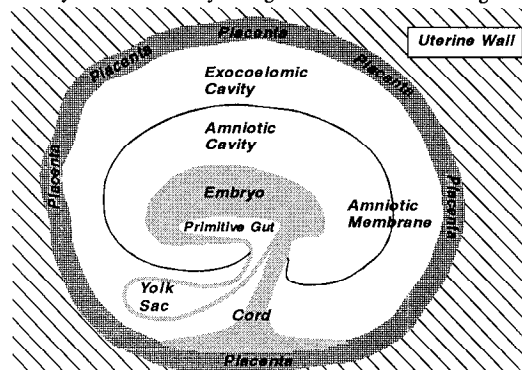 Placenta
Uterine Wall
Placenta
Placenta
Exocoelomic
Cavity
Amniotic
Cavity
Embryo
Placenta
Placenta
Amniotic
Membrane
Primitive Gut
Yolk
Sac
Cord
Placenta